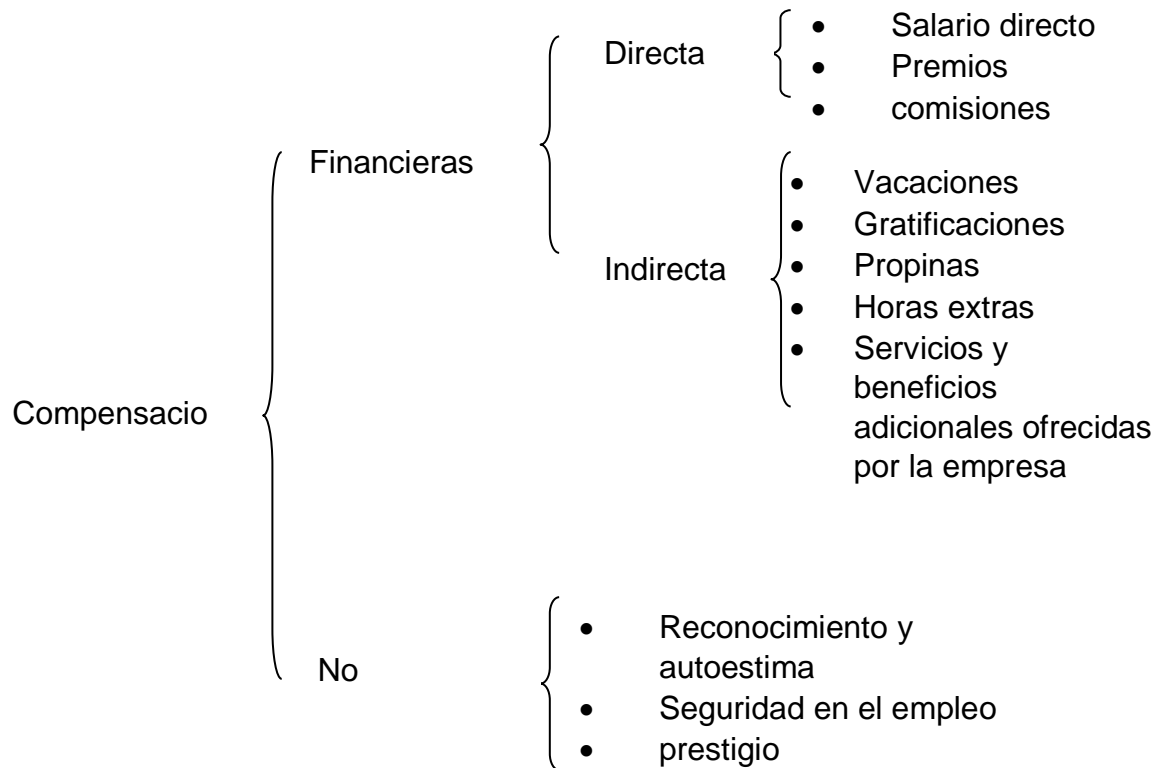 Compensacio
Financieras
Directa
• Salario directo
• Premios
• comisiones
Indirecta
• Vacaciones
• Gratificaciones
• Propinas
• Horas extras
• Servicios y
beneficios
adicionales ofrecidas
por la empresa
No
• Reconocimiento y
autoestima
• Seguridad en el empleo
• prestigio